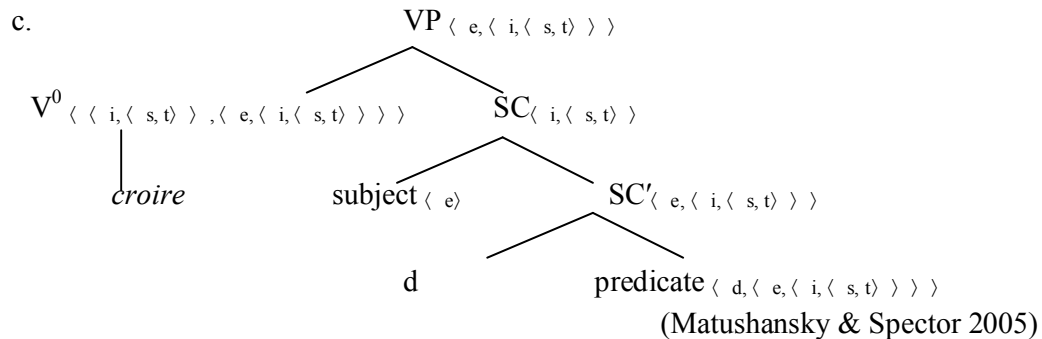 c. VP⟨ e,⟨ i,⟨ s, t⟩ ⟩ ⟩
V0⟨ ⟨ i,⟨ s, t⟩ ⟩ ,⟨ e,⟨ i,⟨ s, t⟩ ⟩ ⟩ ⟩ SC⟨ i,⟨ s, t⟩ ⟩
croire subject⟨ e⟩ SC′⟨ e,⟨ i,⟨ s, t⟩ ⟩ ⟩
d predicate⟨ d,⟨ e,⟨ i,⟨ s, t⟩ ⟩ ⟩ ⟩
(Matushansky & Spector 2005)